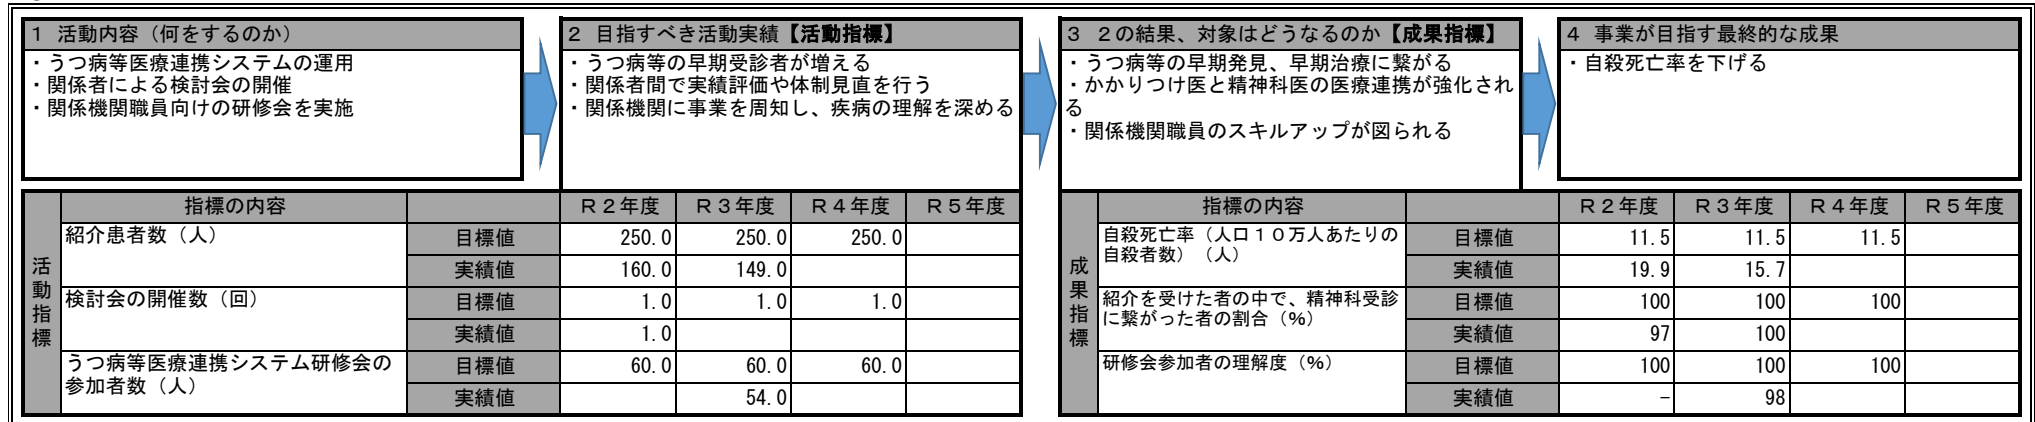 1 活動内容（何をするのか）
・うつ病等医療連携システムの運用
・関係者による検討会の開催
・関係機関職員向けの研修会を実施
2 目指すべき活動実績【活動指標】
・うつ病等の早期受診者が増える
・関係者間で実績評価や体制見直を行う
・関係機関に事業を周知し、疾病の理解を深める
3 2の結果、対象はどうなるのか【成果指標】
・うつ病等の早期発見、早期治療に繋がる
・かかりつけ医と精神科医の医療連携が強化され
る
・関係機関職員のスキルアップが図られる
4 事業が目指す最終的な成果
・自殺死亡率を下げる
活動指標
指標の内容 R2年度 R3年度 R4年度 R5年度
紹介患者数（人） 目標値 250.0 250.0 250.0
実績値 160.0 149.0
検討会の開催数（回） 目標値 1.0 1.0 1.0
実績値 1.0
うつ病等医療連携システム研修会の
参加者数（人） 目標値 60.0 60.0 60.0
実績値 54.0
成果指標
指標の内容 R2年度 R3年度 R4年度 R5年度
自殺死亡率（人口10万人あたりの
自殺者数）（人） 目標値 11.5 11.5 11.5
実績値 19.9 15.7
紹介を受けた者の中で、精神科受診
に繋がった者の割合（%） 目標値 100 100 100
実績値 97 100
研修会参加者の理解度（%） 目標値 100 100 100
実績値 - 98